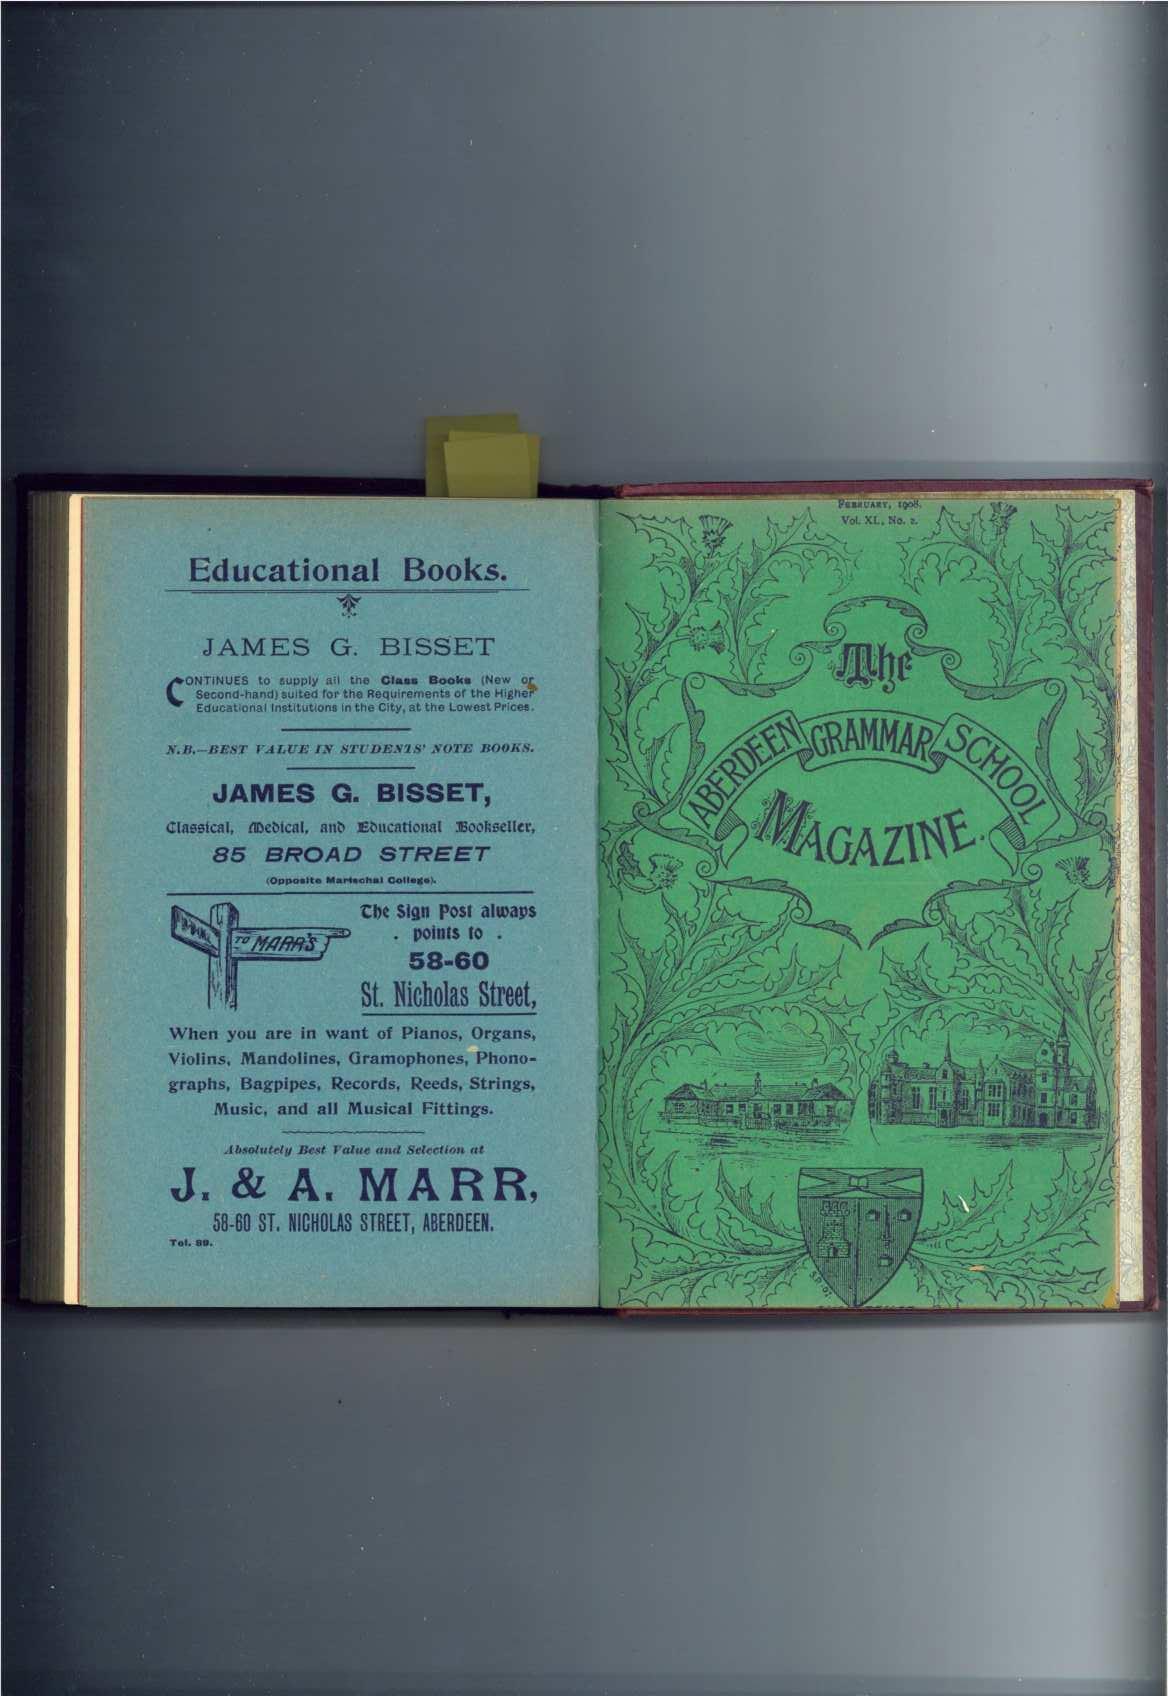 Educational Books.
JAMES G. BISSET
CONTINUES to supply all the Class Books (New or
Second-hand) suited for the Requirements of the Higher
Educational Institutions in the City, at the Lowest Prices.
N.B.—BEST VALUE IN STUDENTS' NOTE BOOKS.
JAMES G. BISSET,
Classical, Medical, and Educational Bookseller,
85 BROAD STREET
(Opposite Marischal College).
TO MARR'S
The Sign Post always
. points to .
58-60
St. Nicholas Street,
When you are in want of Pianos, Organs,
Violins, Mandolines, Gramophones, Phono-
graphs, Bagpipes, Records, Reeds, Strings,
Music, and all Musical Fittings.
Absolutely Best Value and Selection at
J. & A. MARR,
58-60 ST. NICHOLAS STREET, ABERDEEN.
Tel. 89.
FEBRUARY, 1908.
Vol. XI., No. 2.
The
ABERDEEN GRAMMAR SCHOOL
MAGAZINE.